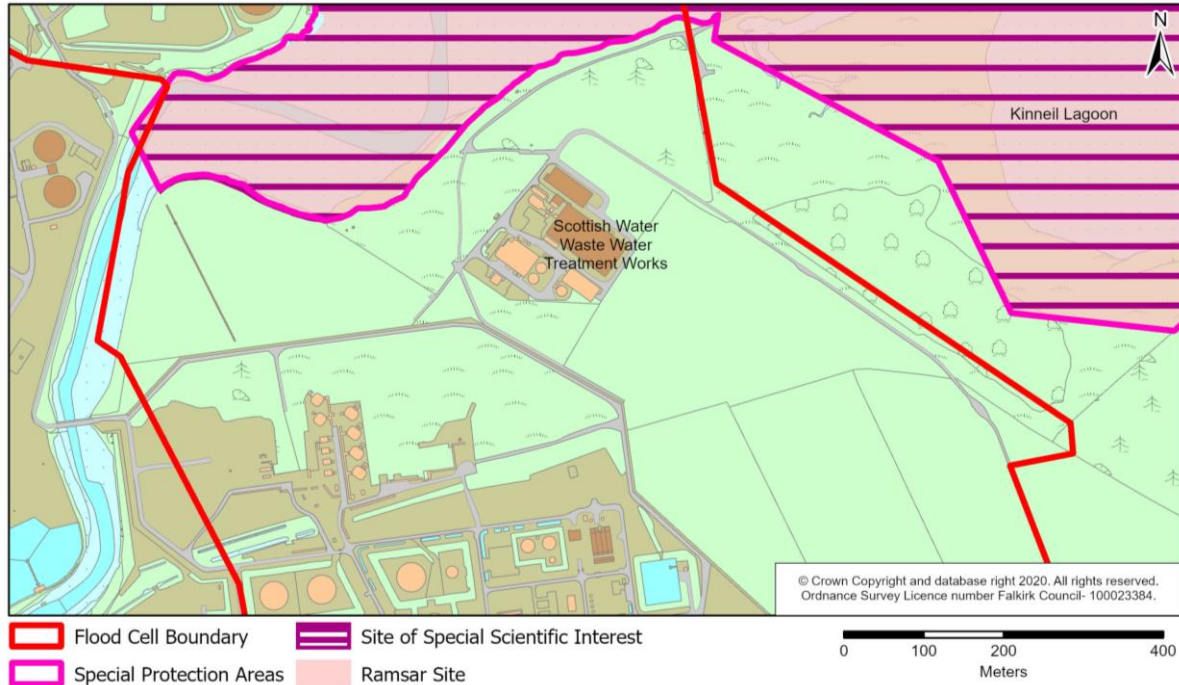 N
Kinneil Lagoon
Scottish Water
Waste Water
Treatment Works
© Crown Copyright and database right 2020. All rights reserved.
Ordnance Survey Licence number Falkirk Council- 100023384.
Flood Cell Boundary
Site of Special Scientific Interest
Special Protection Areas
Ramsar Site
0 100 200 400
Meters